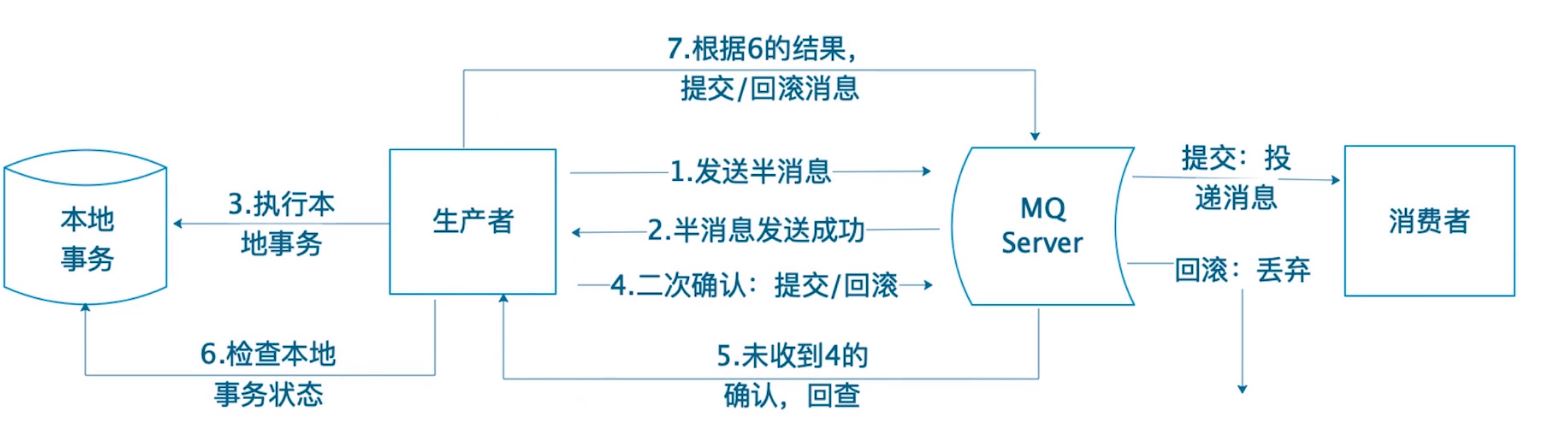 7.根据6的结果，
提交/回滚消息
1.发送半消息
提交：投
递消息
3.执行本
地事务
本地
事务
生产者
2.半消息发送成功
MQ
Server
消费者
回滚：丢弃
4.二次确认：提交/回滚
6.检查本地
事务状态
5.未收到4的
确认，回查